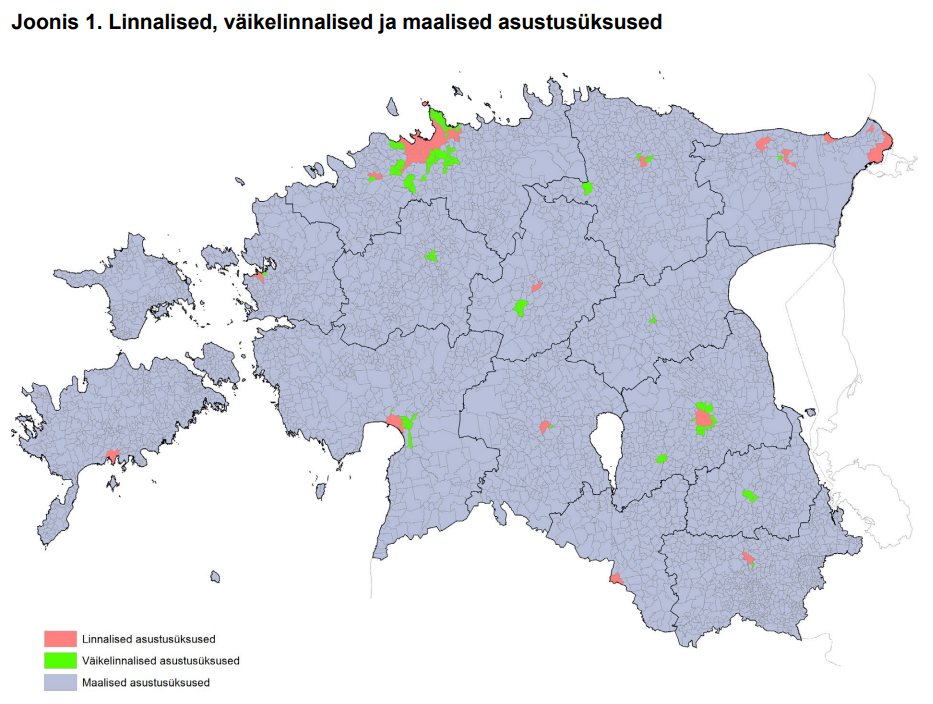 Joonis 1. Linnalised, väikelinnalised ja maalised asustusüksused
Linnalised asustusüksused
Väikelinnalised asustusüksused
Maalised asustusüksused